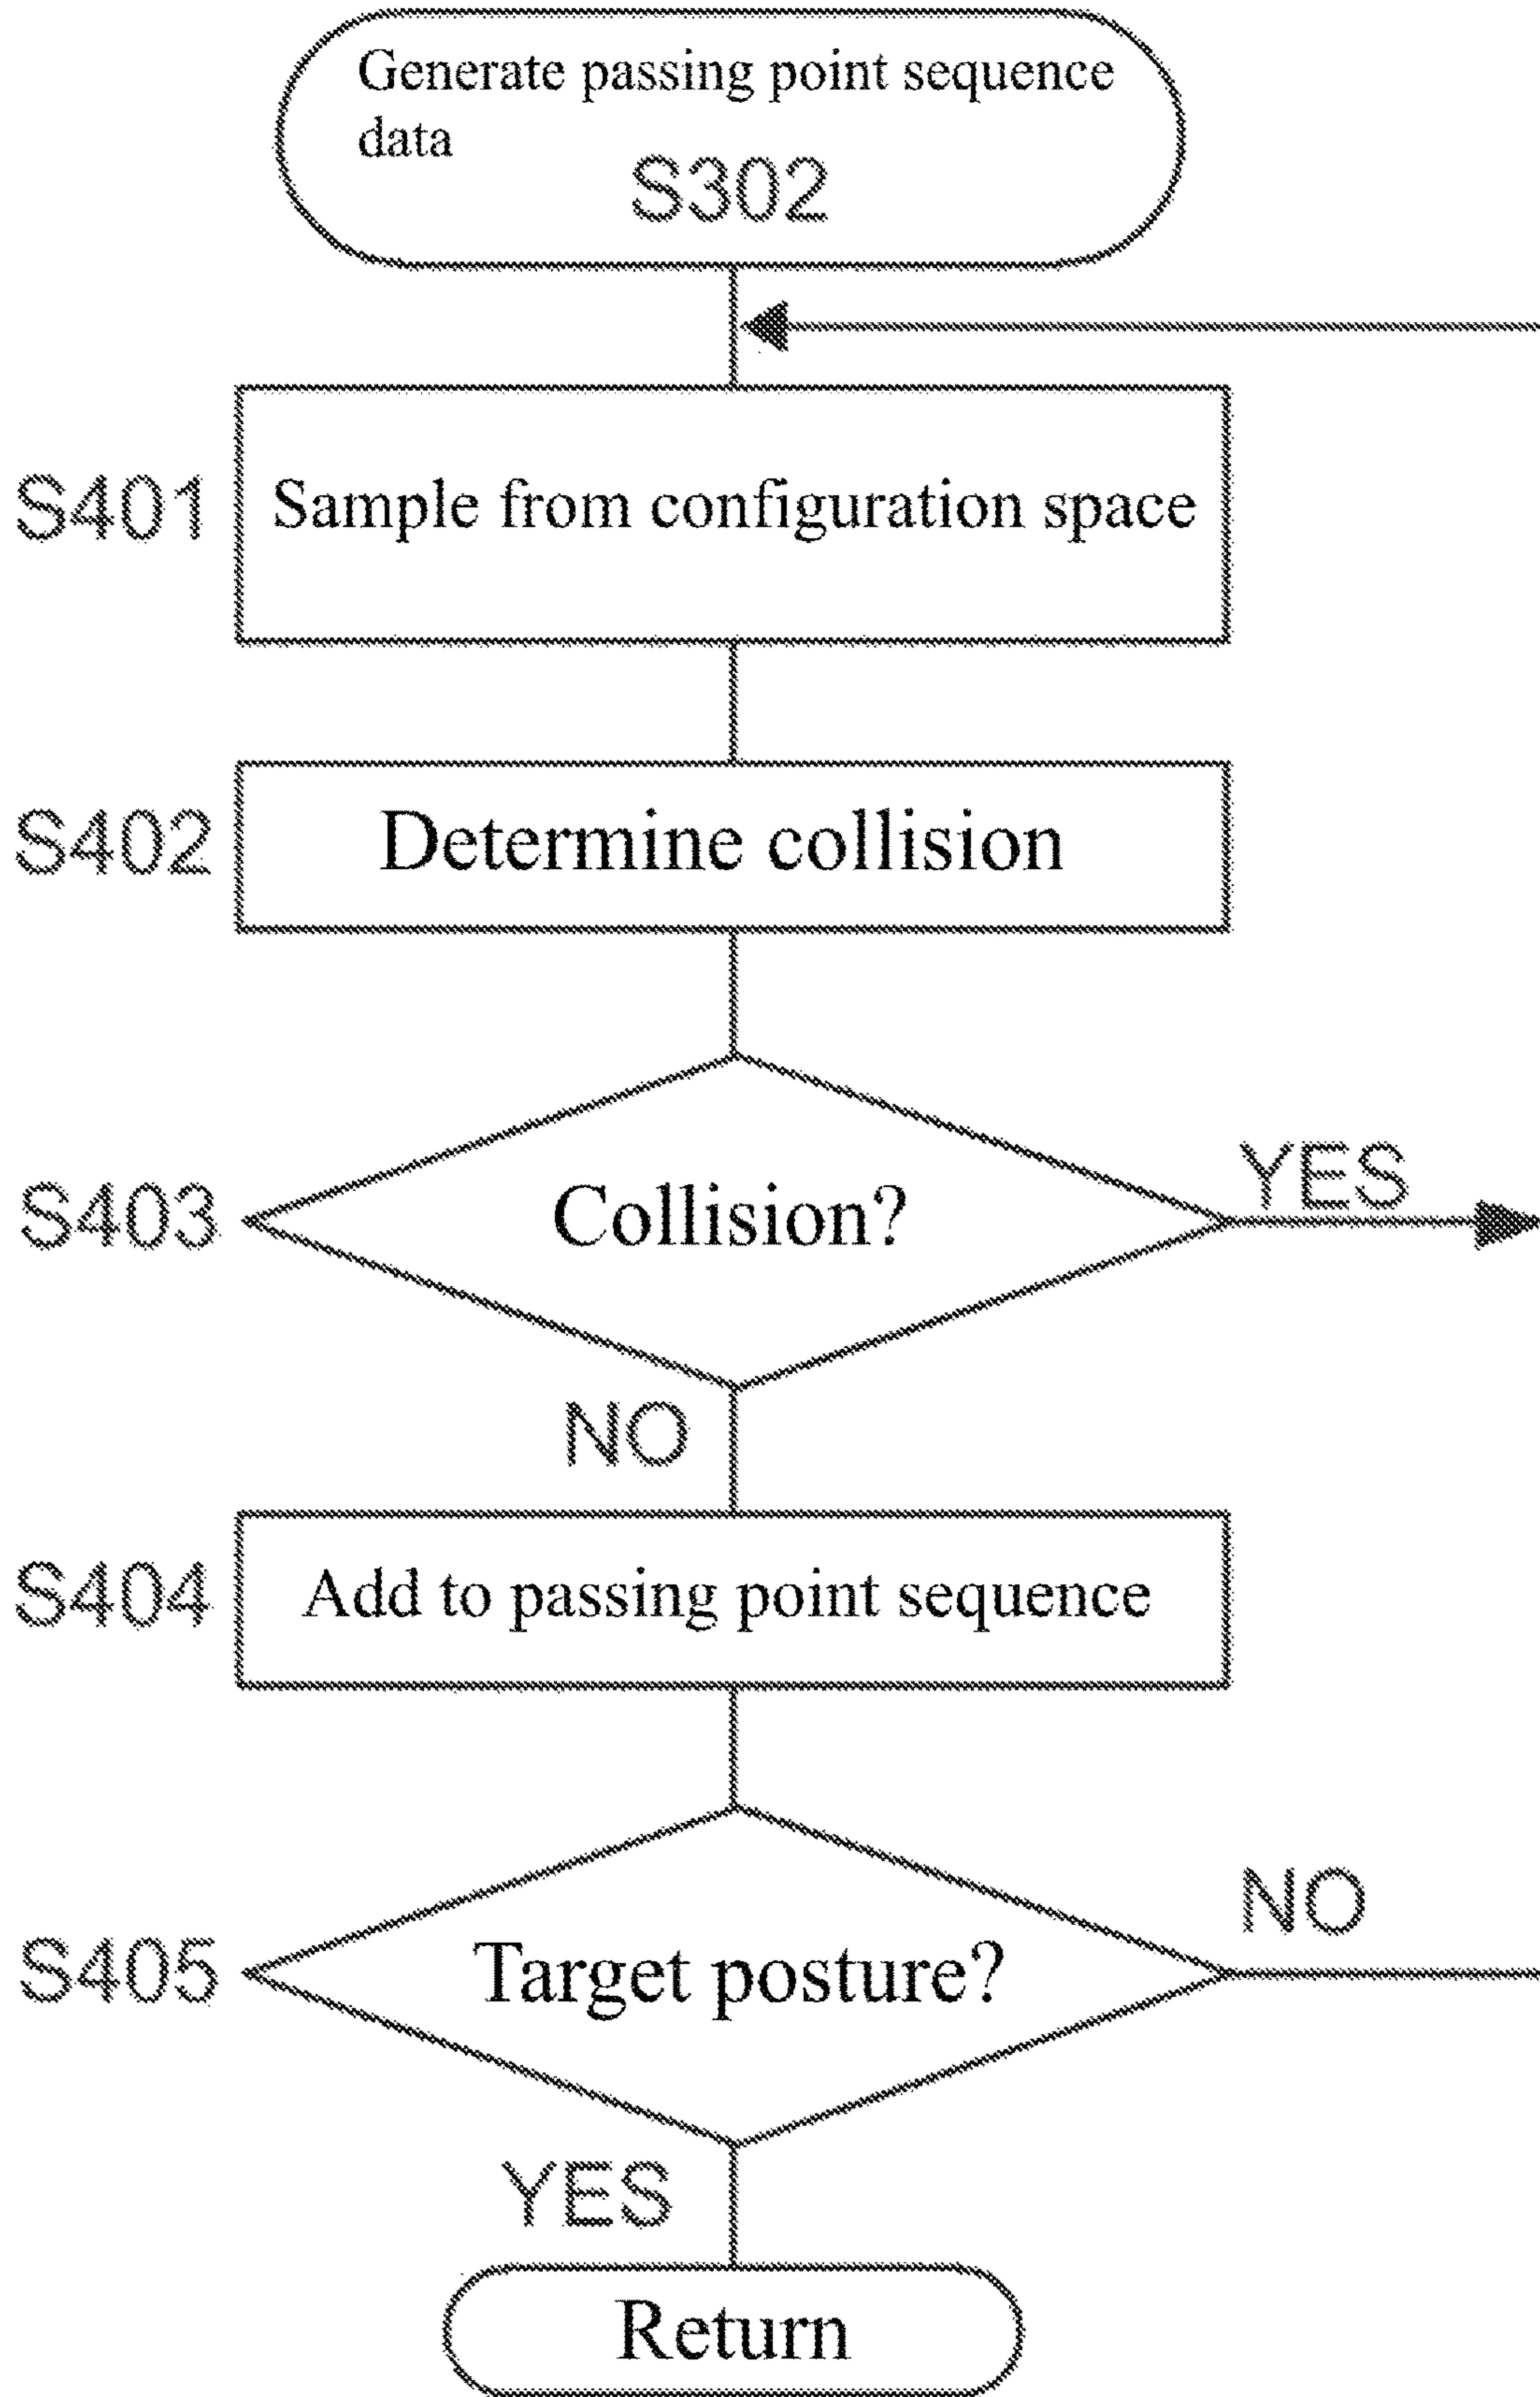 Generate passing point sequence
data
S302
S401
Sample from configuration space
S402
Determine collision
S403
Collision?
YES
NO
S404
Add to passing point sequence
S405
Target posture?
NO
YES
Return